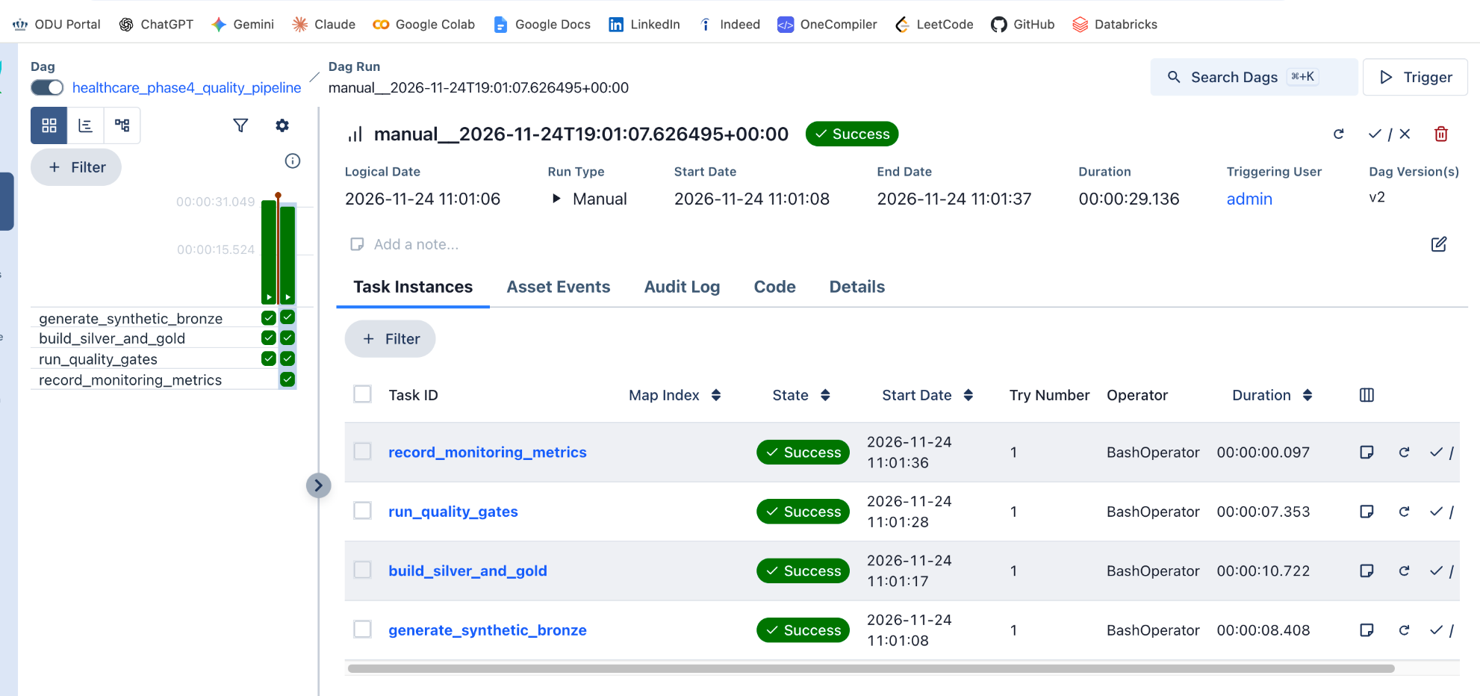 ODU Portal ChatGPT Gemini Claude Google Colab Google Docs LinkedIn Indeed OneCompiler LeetCode GitHub Databricks
Dag
healthcare_phase4_quality_pipeline
Dag Run
manual__2026-11-24T19:01:07.626495+00:00
Search Dags ⌘+K
Trigger
+ Filter
00:00:31.049
00:00:15.524
generate_synthetic_bronze
build_silver_and_gold
run_quality_gates
record_monitoring_metrics
manual__2026-11-24T19:01:07.626495+00:00 Success
/
Logical Date Run Type Start Date End Date Duration Triggering User Dag Version(s)
2026-11-24 11:01:06 Manual 2026-11-24 11:01:08 2026-11-24 11:01:37 00:00:29.136 admin v2
Add a note...
Task Instances Asset Events Audit Log Code Details
+ Filter
Task ID Map Index State Start Date Try Number Operator Duration
record_monitoring_metrics Success 2026-11-24 11:01:36 1 BashOperator 00:00:00.097 /
run_quality_gates Success 2026-11-24 11:01:28 1 BashOperator 00:00:07.353 /
build_silver_and_gold Success 2026-11-24 11:01:17 1 BashOperator 00:00:10.722 /
generate_synthetic_bronze Success 2026-11-24 11:01:08 1 BashOperator 00:00:08.408 /